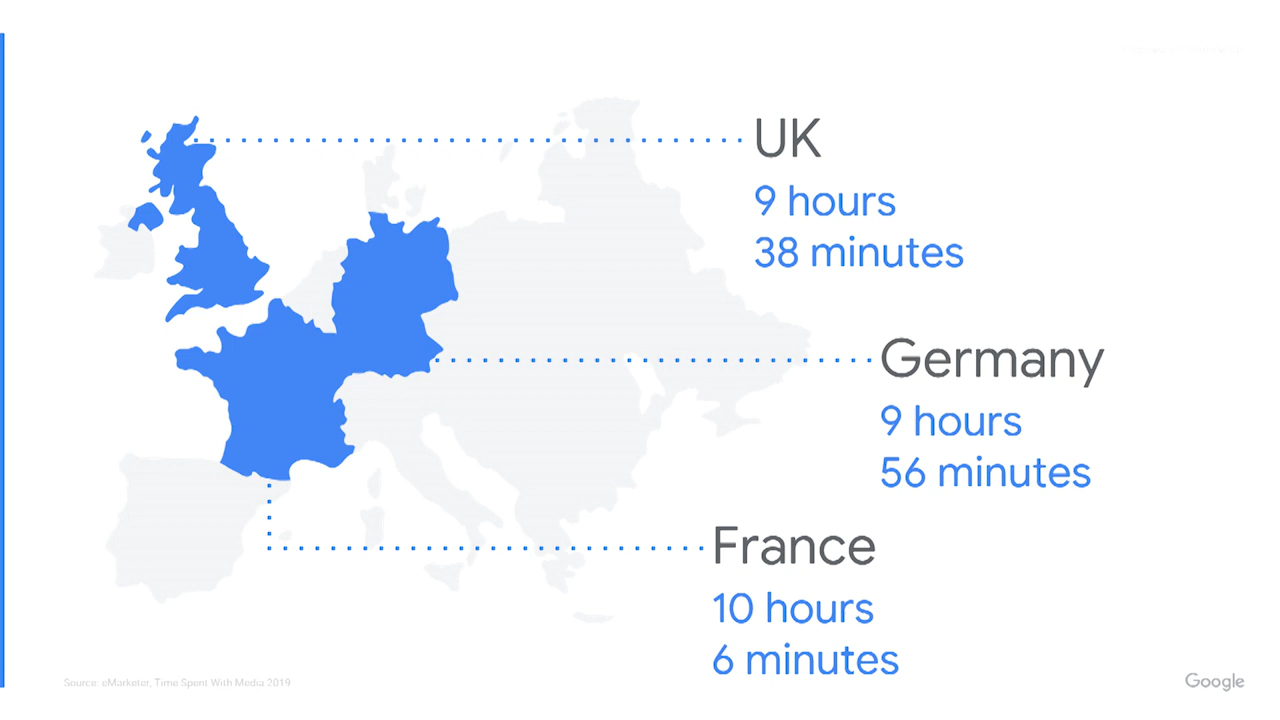 UK
9 hours
38 minutes
Germany
9 hours
56 minutes
France
10 hours
6 minutes
Source: eMarketer, Time Spent With Media 2019
Google